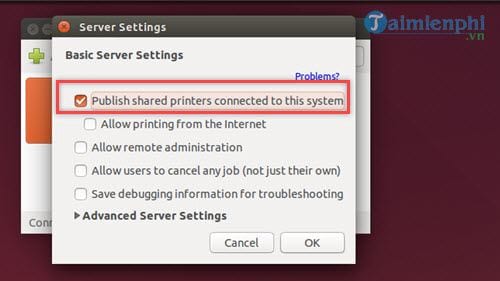 Server Settings
Taimienphi
.vn
Basic Server Settings
Problems?
Publish shared printers connected to this system
Allow printing from the Internet
Allow remote administration
Allow users to cancel any job (not just their own)
Save debugging information for troubleshooting
Advanced Server Settings
Conn
Cancel
OK